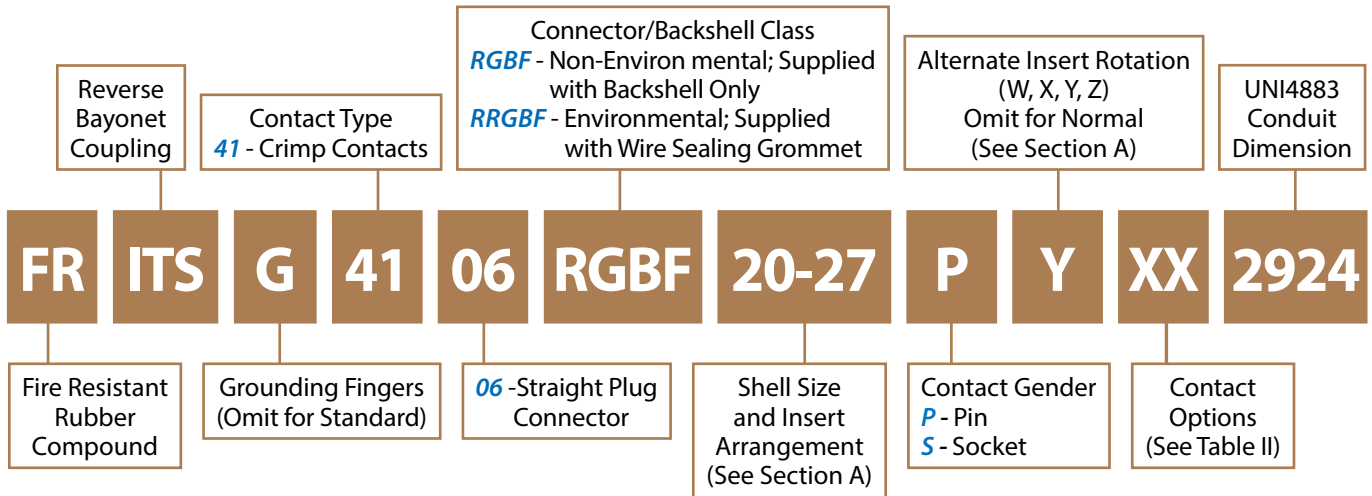 Connector/Backshell Class
RGBF - Non-Environ mental; Supplied
with Backshell Only
RRGBF - Environmental; Supplied
with Wire Sealing Grommet
Alternate Insert Rotation
(W, X, Y, Z)
Omit for Normal
(See Section A)
Reverse
Bayonet
Coupling
Contact Type
41 - Crimp Contacts
UNI4883
Conduit
Dimension
FR ITS G 41 06 RGBF 20-27 P Y XX 2924
Fire Resistant
Rubber
Compound
Grounding Fingers
(Omit for Standard)
06 -Straight Plug
Connector
Shell Size
and Insert
Arrangement
(See Section A)
Contact Gender
P - Pin
S - Socket
Contact
Options
(See Table II)